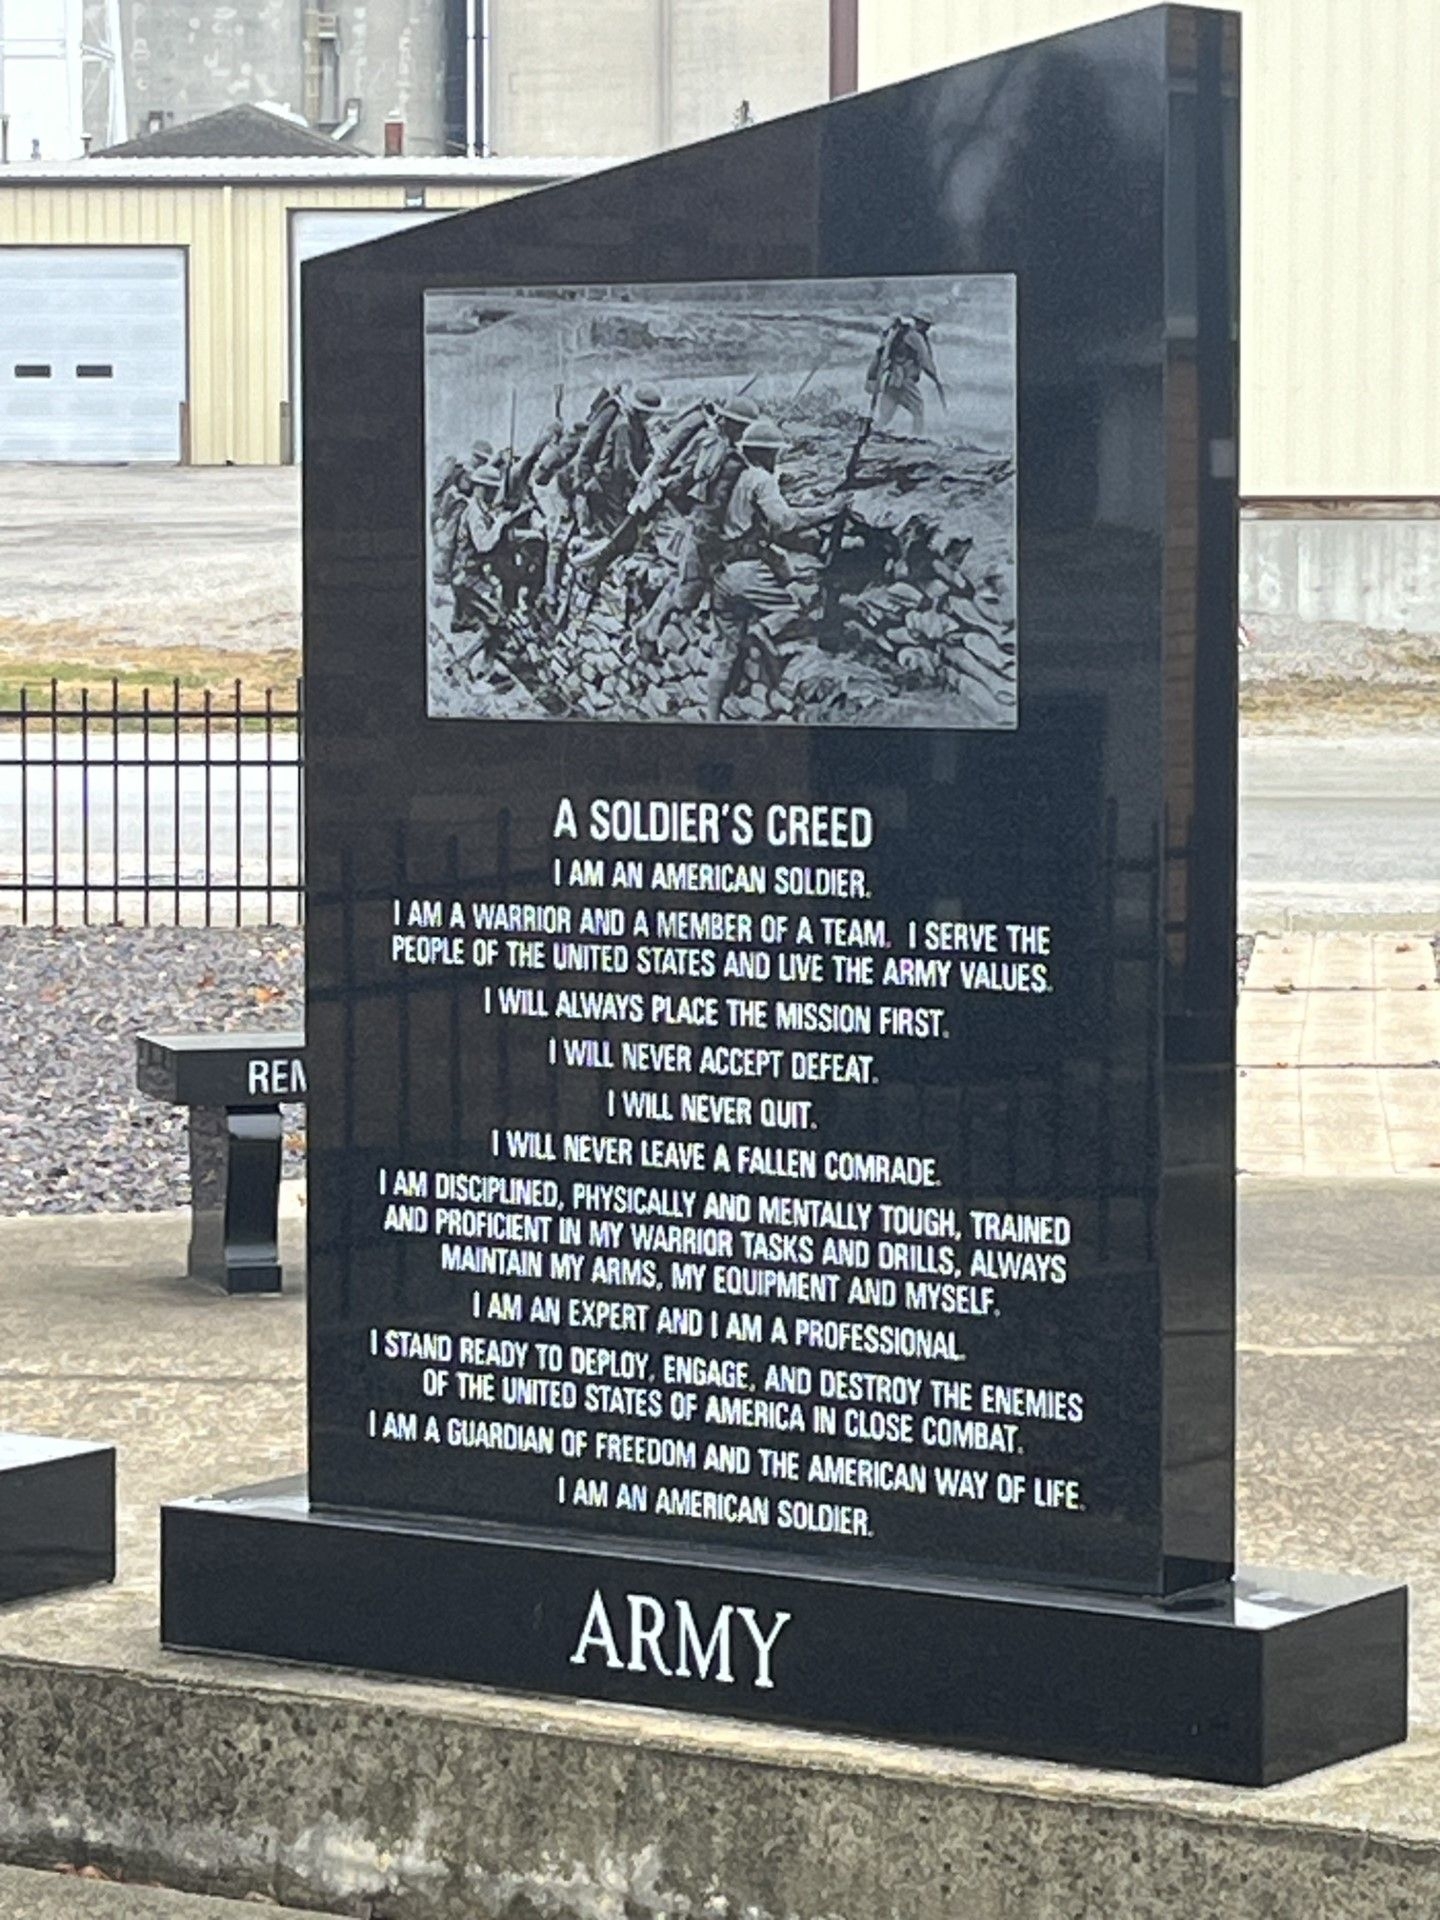 A SOLDIER'S CREED
I AM AN AMERICAN SOLDIER.
I AM A WARRIOR AND A MEMBER OF A TEAM. I SERVE THE
PEOPLE OF THE UNITED STATES AND LIVE THE ARMY VALUES.
I WILL ALWAYS PLACE THE MISSION FIRST.
I WILL NEVER ACCEPT DEFEAT.
I WILL NEVER QUIT.
I WILL NEVER LEAVE A FALLEN COMRADE.
I AM DISCIPLINED, PHYSICALLY AND MENTALLY TOUGH, TRAINED
AND PROFICIENT IN MY WARRIOR TASKS AND DRILLS, ALWAYS
MAINTAIN MY ARMS, MY EQUIPMENT AND MYSELF.
I AM AN EXPERT AND I AM A PROFESSIONAL.
I STAND READY TO DEPLOY, ENGAGE, AND DESTROY THE ENEMIES
OF THE UNITED STATES OF AMERICA IN CLOSE COMBAT.
I AM A GUARDIAN OF FREEDOM AND THE AMERICAN WAY OF LIFE.
I AM AN AMERICAN SOLDIER.
ARMY